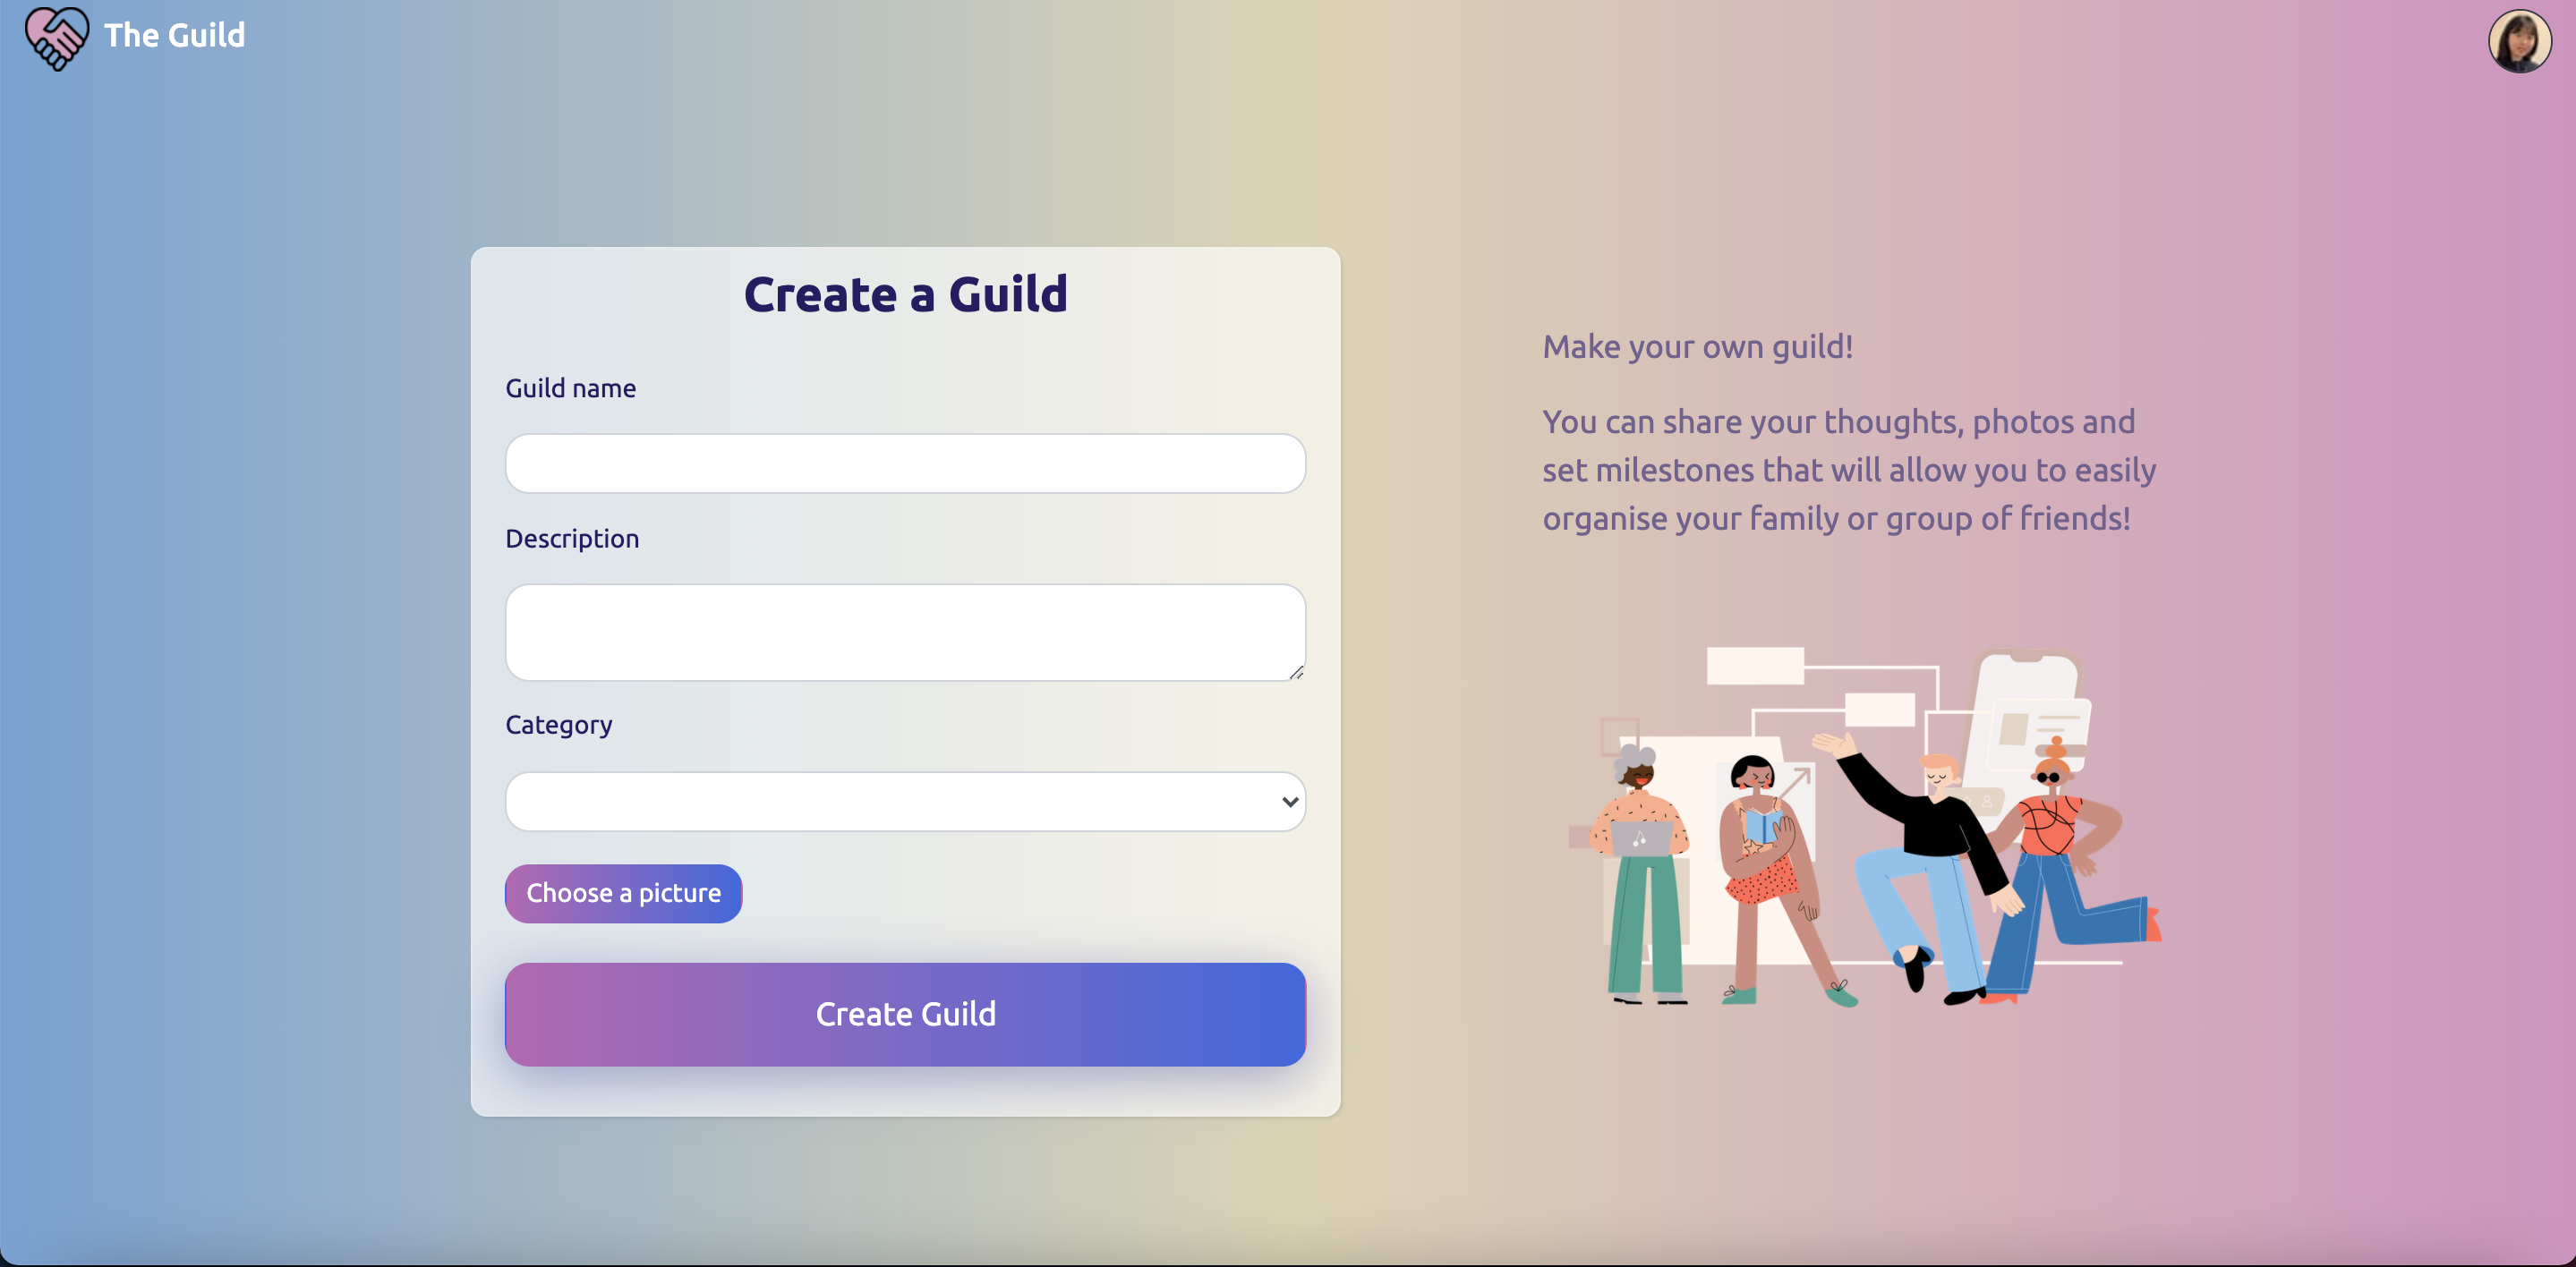 The Guild
Create a Guild
Guild name
Description
Category
Choose a picture
Create Guild
Make your own guild!
You can share your thoughts, photos and
set milestones that will allow you to easily
organise your family or group of friends!